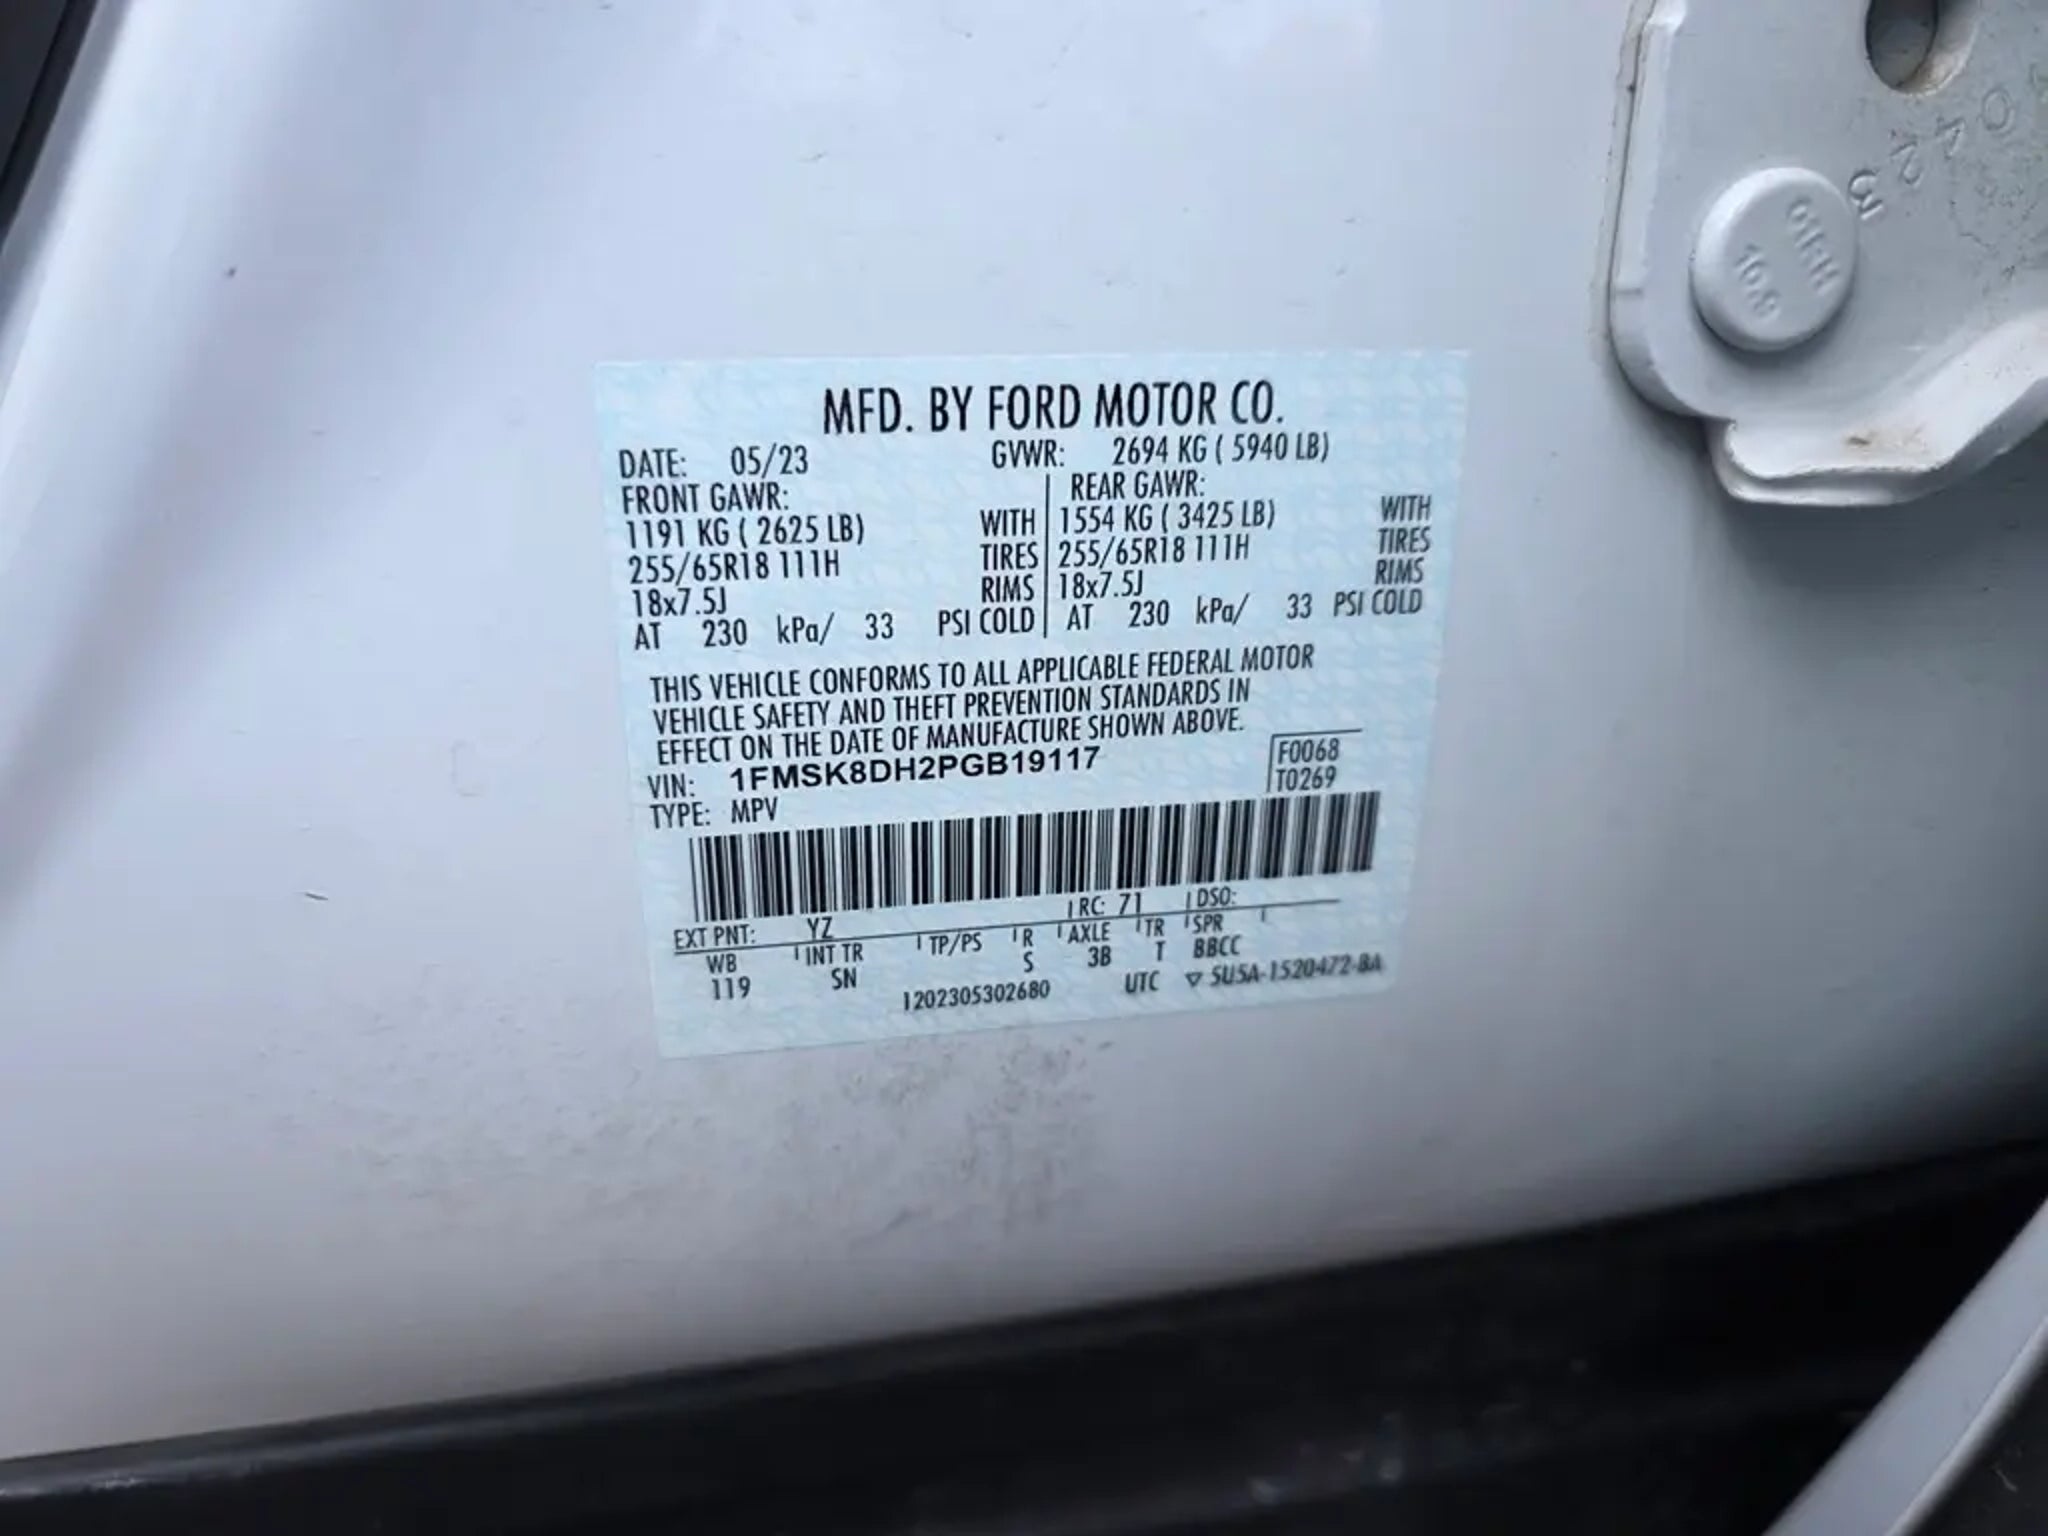 MFD. BY FORD MOTOR CO.
DATE: 05/23 GVWR: 2694 KG ( 5940 LB)
FRONT GAWR: REAR GAWR:
1191 KG ( 2625 LB) WITH 1554 KG ( 3425 LB) WITH
255/65R18 111H TIRES 255/65R18 111H TIRES
18x7.5J RIMS 18x7.5J RIMS
AT 230 kPa/ 33 PSI COLD AT 230 kPa/ 33 PSI COLD
THIS VEHICLE CONFORMS TO ALL APPLICABLE FEDERAL MOTOR
VEHICLE SAFETY AND THEFT PREVENTION STANDARDS IN
EFFECT ON THE DATE OF MANUFACTURE SHOWN ABOVE.
VIN: 1FMSK8DH2PGB19117 F0068
TYPE: MPV T0269
EXT PNT: YZ RC: 71 DSO:
WB INT TR TP/PS R AXLE TR SPR
119 SN S 3B T BBCC
1202305302680 UTC ▽ SU5A-1520472-BA
10.8